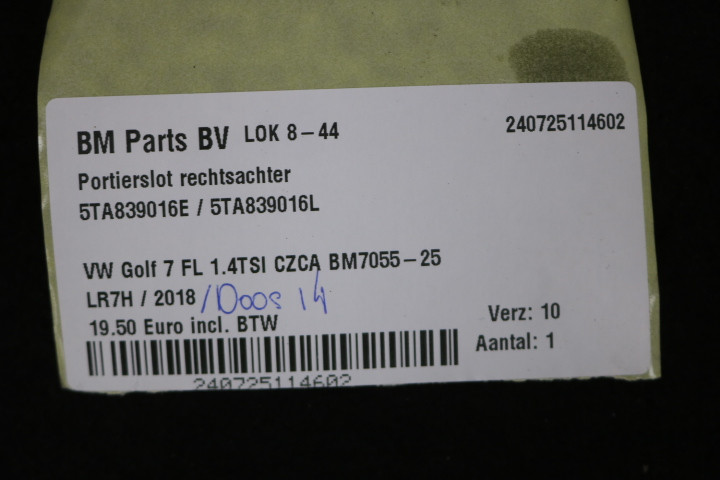 BM Parts BV LOK 8-44 240725114602
Portierslot rechtsachter
5TA839016E / 5TA839016L
VW Golf 7 FL 1.4TSI CZCA BM7055-25
LR7H / 2018 /Doos 14
19.50 Euro incl. BTW Verz: 10
Aantal: 1
240725114602